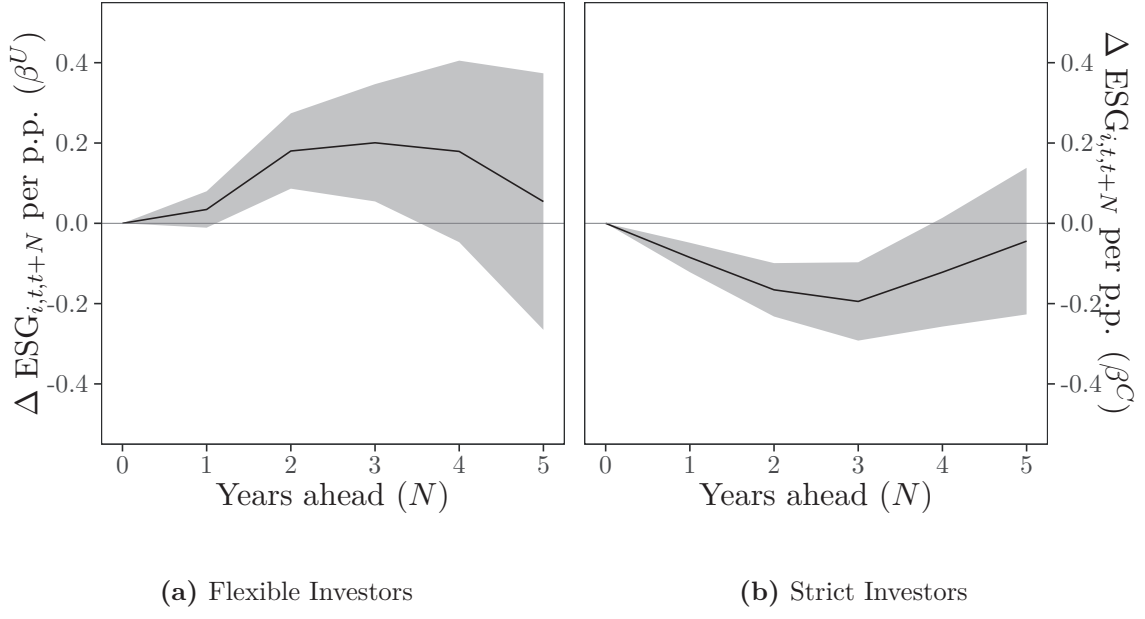 Δ ESG_{i,t,t+N} per p.p. (β^U)
0.4
0.2
0.0
-0.2
-0.4
0 1 2 3 4 5
Years ahead (N)
(a) Flexible Investors
0.4
0.2
0.0
-0.2
-0.4
Δ ESG_{i,t,t+N} per p.p. (β^C)
0 1 2 3 4 5
Years ahead (N)
(b) Strict Investors